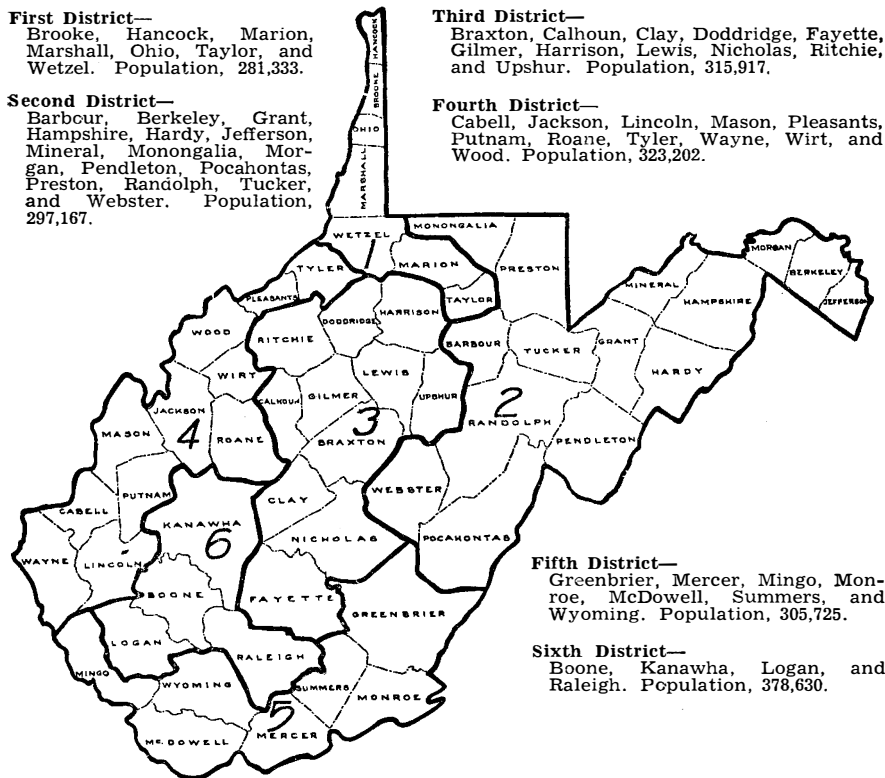 First District—
Brooke, Hancock, Marion,
Marshall, Ohio, Taylor, and
Wetzel. Population, 281,333.
Second District—
Barbour, Berkeley, Grant,
Hampshire, Hardy, Jefferson,
Mineral, Monongalia, Mor-
gan, Pendleton, Pocahontas,
Preston, Randolph, Tucker,
and Webster. Population,
297,167.
Third District—
Braxton, Calhoun, Clay, Doddridge, Fayette,
Gilmer, Harrison, Lewis, Nicholas, Ritchie,
and Upshur. Population, 315,917.
Fourth District—
Cabell, Jackson, Lincoln, Mason, Pleasants,
Putnam, Roane, Tyler, Wayne, Wirt, and
Wood. Population, 323,202.
HANCOCK
BROOKE
OHIO
MARSHALL
WETZEL
1
MONONGALIA
MARION
PRESTON
TYLER
PLEASANTS
TAYLOR
MORGAN
BERKELEY
JEFFERSON
MINERAL
HAMPSHIRE
WOOD
RITCHIE
DODDRIDGE
HARRISON
BARBOUR
TUCKER
GRANT
HARDY
WIRT
CALHOUN
GILMER
LEWIS
UPSHUR
2
RANDOLPH
JACKSON
4
ROANE
3
BRAXTON
PENDLETON
MASON
PUTNAM
CLAY
WEBSTER
CABELL
KANAWHA
6
NICHOLAS
POCAHONTAS
WAYNE
LINCOLN
BOONE
FAYETTE
GREENBRIER
LOGAN
RALEIGH
MINGO
WYOMING
SUMMERS
MONROE
5
McDOWELL
MERCER
Fifth District—
Greenbrier, Mercer, Mingo, Mon-
roe, McDowell, Summers, and
Wyoming. Population, 305,725.
Sixth District—
Boone, Kanawha, Logan, and
Raleigh. Population, 378,630.